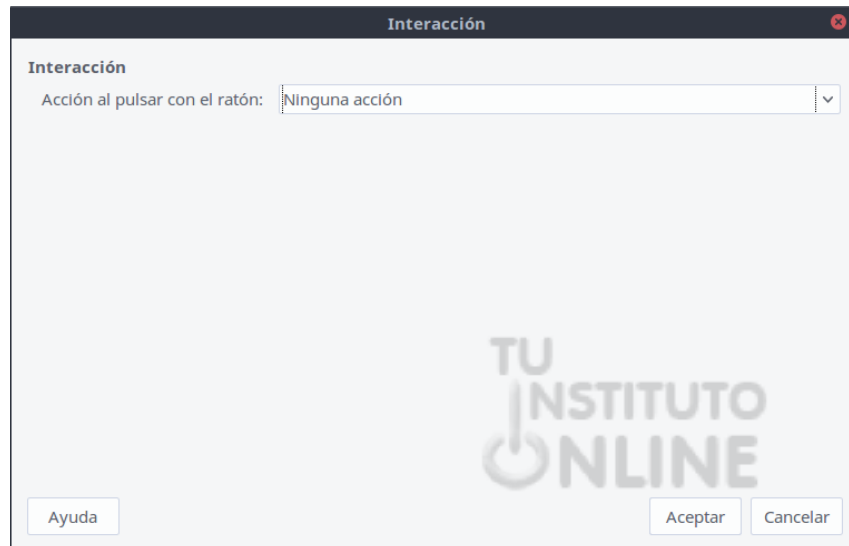 Interacción
Interacción
Acción al pulsar con el ratón: Ninguna acción
TU
INSTITUTO
ONLINE
Ayuda Aceptar Cancelar